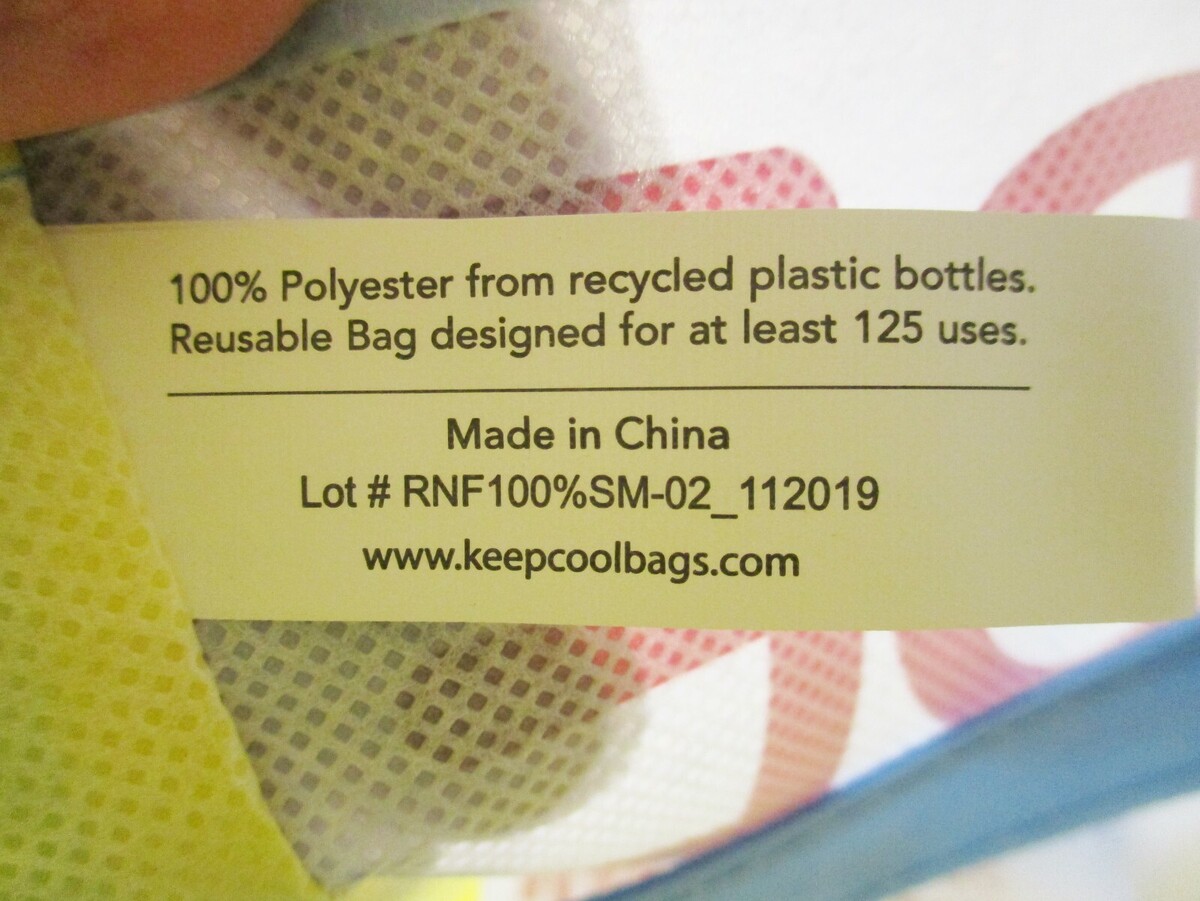 100% Polyester from recycled plastic bottles.
Reusable Bag designed for at least 125 uses.
Made in China
Lot # RNF100%SM-02_112019
www.keepcoolbags.com